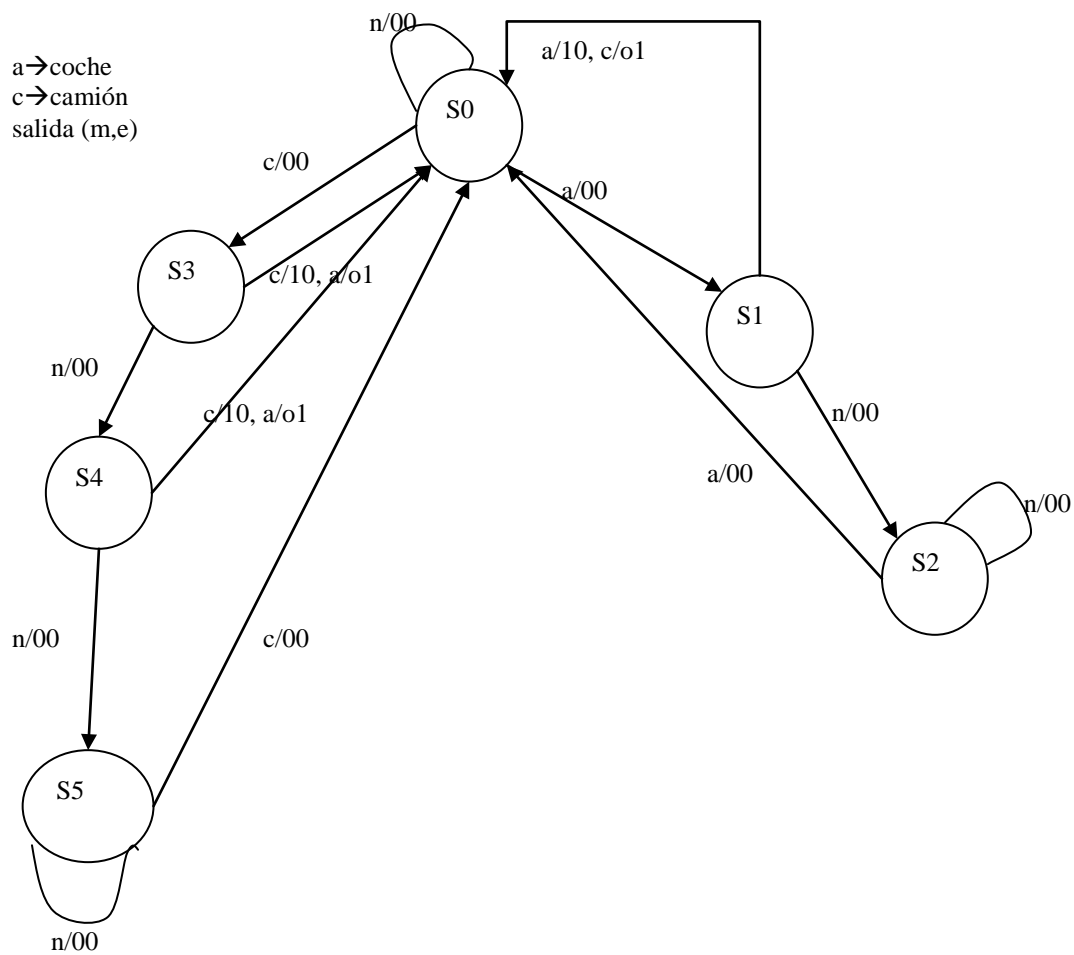 n/00
a/10, c/o1
a→coche
c→camión
salida (m,e)
S0
c/00
a/00
S3
c/10, a/o1
S1
n/00
c/10, a/o1
n/00
S4
a/00
n/00
S2
n/00
c/00
S5
n/00